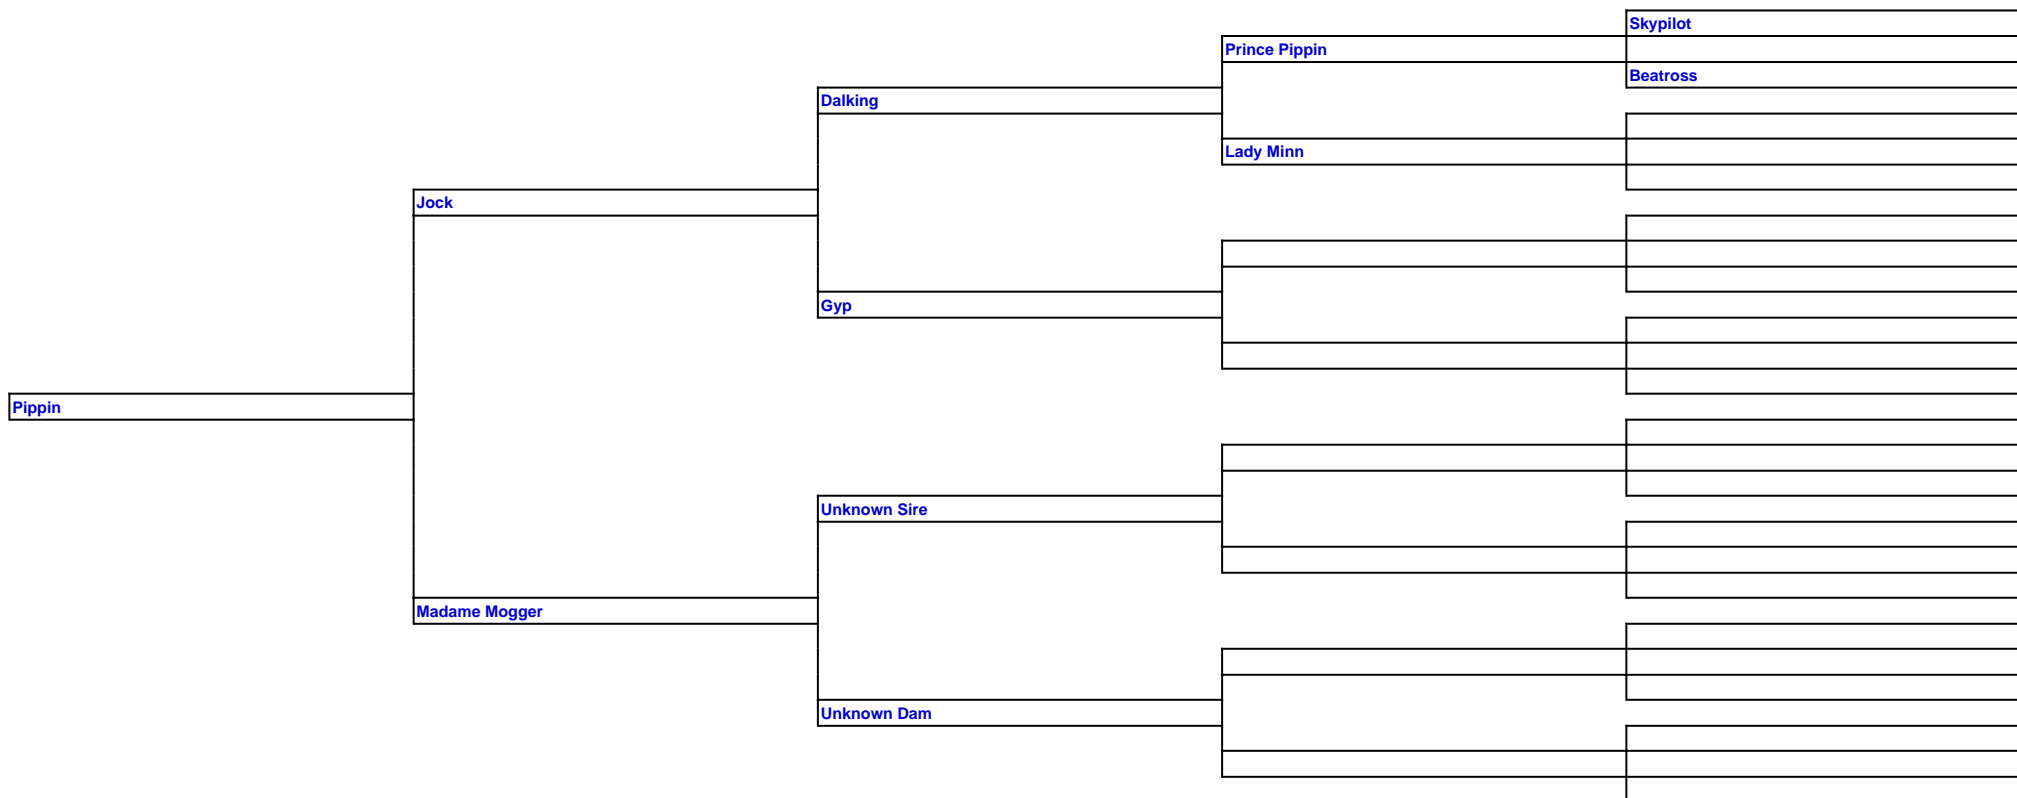 Skypilot
Prince Pippin
Beatross
Dalking
Lady Minn
Jock
Gyp
Pippin
Unknown Sire
Madame Mogger
Unknown Dam